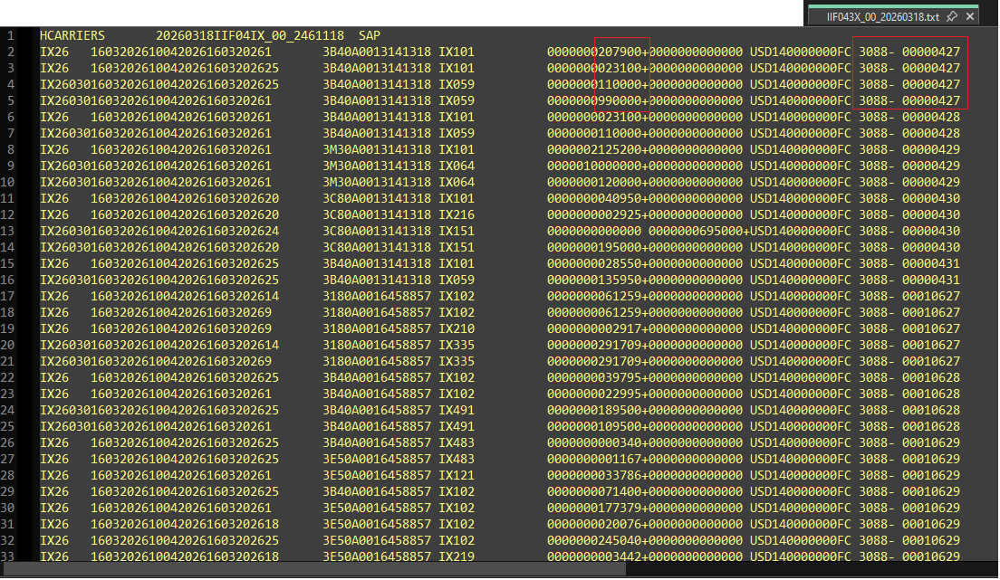 IIF043X_00_20260318.txt
1 HCARRIERS       20260318IIF04IX_00_2461118  SAP
2 IX26   1603202610042026160320261       3B40A0013141318 IX101          0000000207900+0000000000000 USD140000000FC 3088- 00000427
3 IX26   16032026100420261603202625      3B40A0013141318 IX101          0000000023100+0000000000000 USD140000000FC 3088- 00000427
4 IX2603016032026100420261603202625      3B40A0013141318 IX059          0000000110000+0000000000000 USD140000000FC 3088- 00000427
5 IX260301603202610042026160320261       3B40A0013141318 IX059          0000000990000+0000000000000 USD140000000FC 3088- 00000427
6 IX26   1603202610042026160320261       3B40A0013141318 IX101          0000000023100+0000000000000 USD140000000FC 3088- 00000428
7 IX260301603202610042026160320261       3B40A0013141318 IX059          0000000110000+0000000000000 USD140000000FC 3088- 00000428
8 IX26   1603202610042026160320261       3M30A0013141318 IX101          0000002125200+0000000000000 USD140000000FC 3088- 00000429
9 IX260301603202610042026160320261       3M30A0013141318 IX064          0000010000000+0000000000000 USD140000000FC 3088- 00000429
10 IX260301603202610042026160320261       3M30A0013141318 IX064          0000000120000+0000000000000 USD140000000FC 3088- 00000429
11 IX26   16032026100420261603202620      3C80A0013141318 IX101          0000000040950+0000000000000 USD140000000FC 3088- 00000430
12 IX26   16032026100420261603202620      3C80A0013141318 IX216          0000000002925+0000000000000 USD140000000FC 3088- 00000430
13 IX2603016032026100420261603202624      3C80A0013141318 IX151          0000000000000 0000000695000+USD140000000FC 3088- 00000430
14 IX2603016032026100420261603202620      3C80A0013141318 IX151          0000000195000+0000000000000 USD140000000FC 3088- 00000430
15 IX26   16032026100420261603202625      3B40A0013141318 IX101          0000000028550+0000000000000 USD140000000FC 3088- 00000431
16 IX2603016032026100420261603202625      3B40A0013141318 IX059          0000000135950+0000000000000 USD140000000FC 3088- 00000431
17 IX26   16032026100420261603202614      3180A0016458857 IX102          0000000061259+0000000000000 USD140000000FC 3088- 00010627
18 IX26   1603202610042026160320269       3180A0016458857 IX102          0000000061259+0000000000000 USD140000000FC 3088- 00010627
19 IX26   1603202610042026160320269       3180A0016458857 IX210          0000000002917+0000000000000 USD140000000FC 3088- 00010627
20 IX2603016032026100420261603202614      3180A0016458857 IX335          0000000291709+0000000000000 USD140000000FC 3088- 00010627
21 IX260301603202610042026160320269       3180A0016458857 IX335          0000000291709+0000000000000 USD140000000FC 3088- 00010627
22 IX26   16032026100420261603202625      3B40A0016458857 IX102          0000000039795+0000000000000 USD140000000FC 3088- 00010628
23 IX26   1603202610042026160320261       3B40A0016458857 IX102          0000000022995+0000000000000 USD140000000FC 3088- 00010628
24 IX2603016032026100420261603202625      3B40A0016458857 IX491          0000000189500+0000000000000 USD140000000FC 3088- 00010628
25 IX260301603202610042026160320261       3B40A0016458857 IX491          0000000109500+0000000000000 USD140000000FC 3088- 00010628
26 IX26   16032026100420261603202625      3B40A0016458857 IX483          0000000000340+0000000000000 USD140000000FC 3088- 00010629
27 IX26   16032026100420261603202625      3E50A0016458857 IX483          0000000001167+0000000000000 USD140000000FC 3088- 00010629
28 IX26   1603202610042026160320261       3E50A0016458857 IX121          0000000033786+0000000000000 USD140000000FC 3088- 00010629
29 IX26   16032026100420261603202625      3B40A0016458857 IX102          0000000071400+0000000000000 USD140000000FC 3088- 00010629
30 IX26   1603202610042026160320261       3E50A0016458857 IX102          0000000177379+0000000000000 USD140000000FC 3088- 00010629
31 IX26   16032026100420261603202618      3E50A0016458857 IX102          0000000020076+0000000000000 USD140000000FC 3088- 00010629
32 IX26   16032026100420261603202625      3E50A0016458857 IX102          0000000245040+0000000000000 USD140000000FC 3088- 00010629
33 IX26   16032026100420261603202618      3E50A0016458857 IX219          0000000003442+0000000000000 USD140000000FC 3088- 00010629